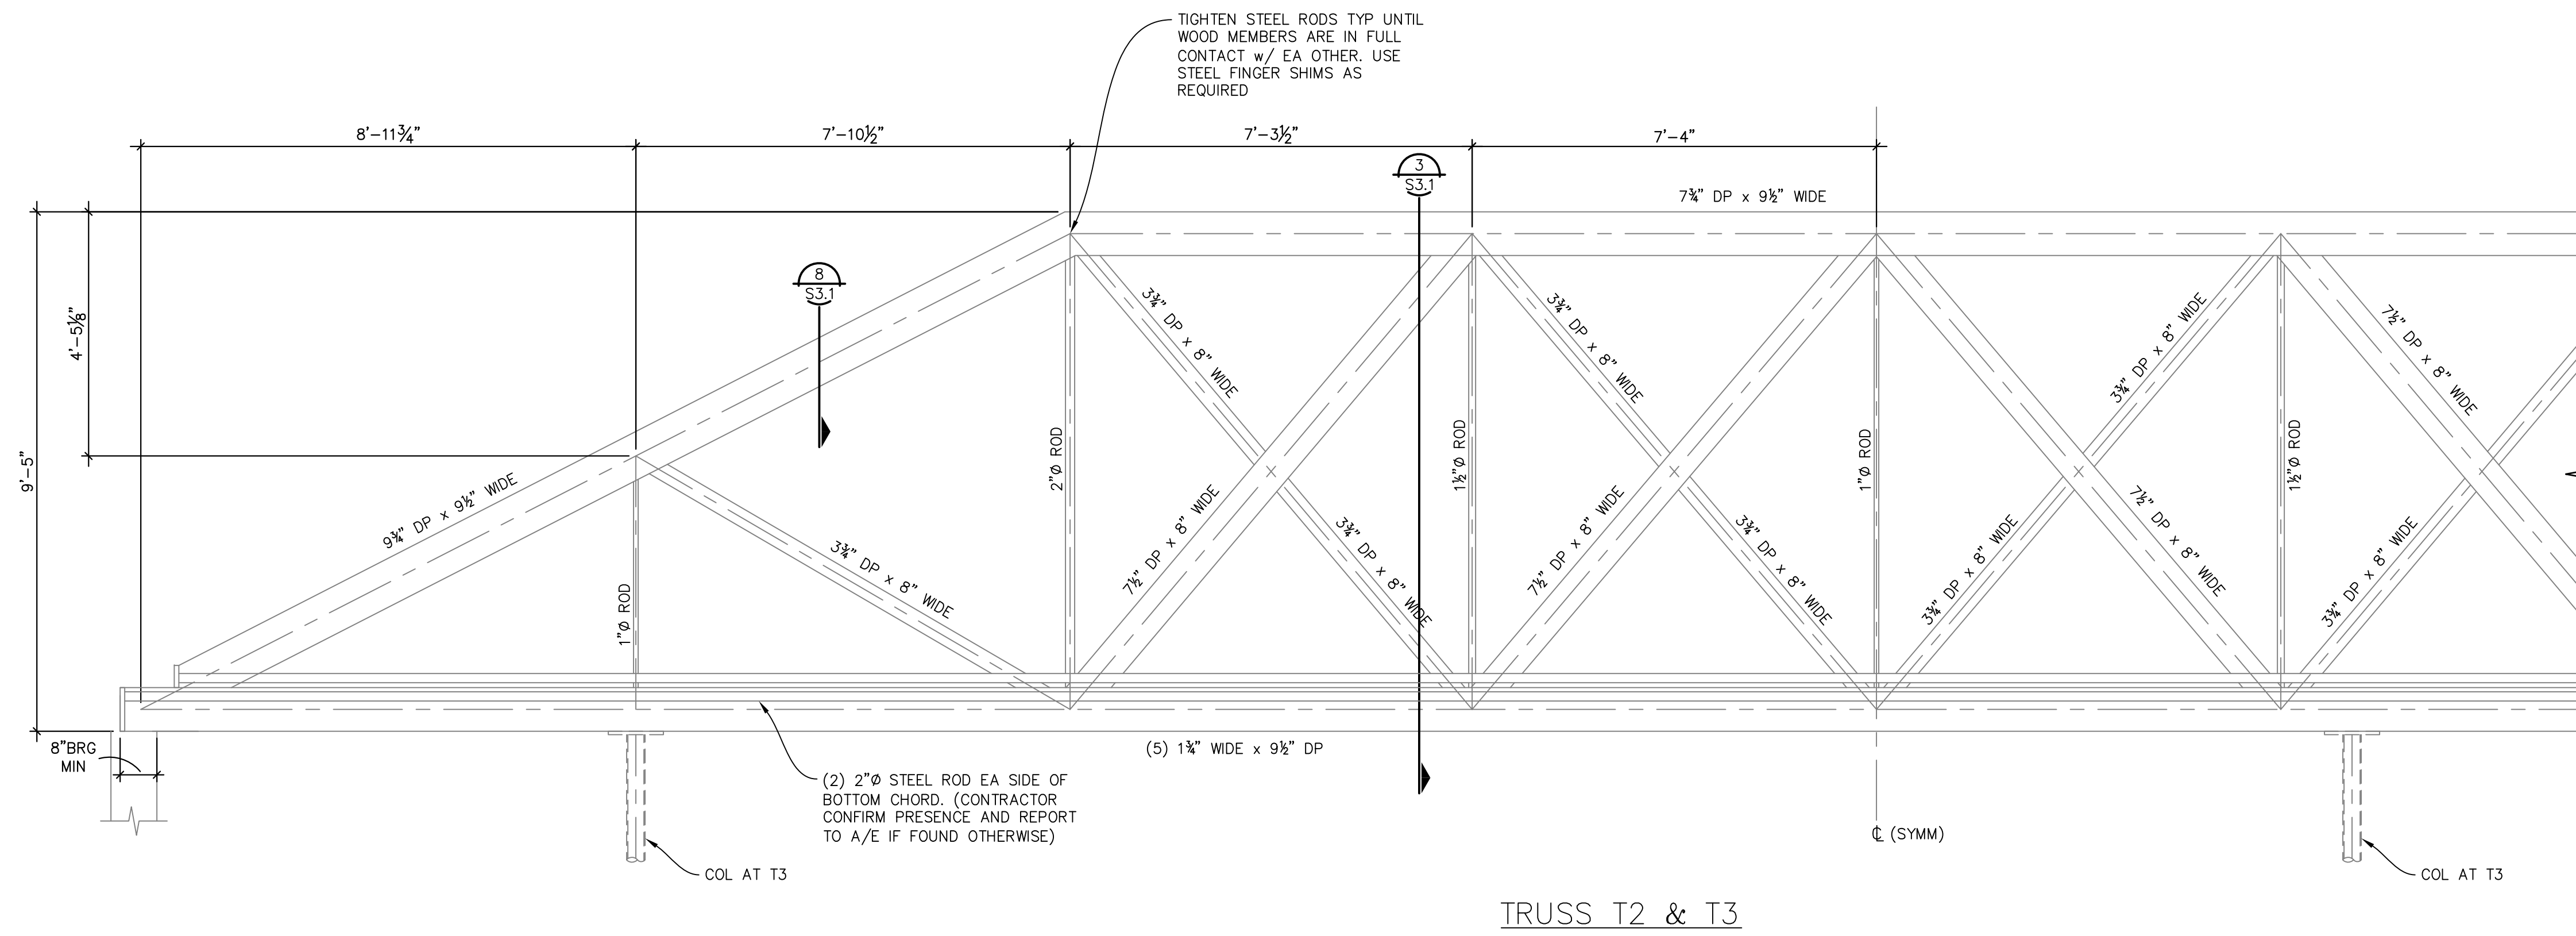 TIGHTEN STEEL RODS TYP UNTIL
WOOD MEMBERS ARE IN FULL
CONTACT w/ EA OTHER. USE
STEEL FINGER SHIMS AS
REQUIRED
8'-11¾"
7'-10½"
7'-3½"
7'-4"
3
S3.1
7¾" DP x 9½" WIDE
8
S3.1
4'-5⅛"
9'-5"
9¾" DP x 9½" WIDE
1"Ø ROD
3¾" DP x 8" WIDE
2"Ø ROD
3¾" DP x 8" WIDE
7½" DP x 8" WIDE
3¾" DP x 8" WIDE
1½"Ø ROD
3¾" DP x 8" WIDE
7½" DP x 8" WIDE
3¾" DP x 8" WIDE
1"Ø ROD
3¾" DP x 8" WIDE
3¾" DP x 8" WIDE
7½" DP x 8" WIDE
1½"Ø ROD
7½" DP x 8" WIDE
3¾" DP x 8" WIDE
8"BRG
MIN
(5) 1¾" WIDE x 9½" DP
(2) 2"Ø STEEL ROD EA SIDE OF
BOTTOM CHORD. (CONTRACTOR
CONFIRM PRESENCE AND REPORT
TO A/E IF FOUND OTHERWISE)
℄ (SYMM)
COL AT T3
COL AT T3
TRUSS T2 & T3